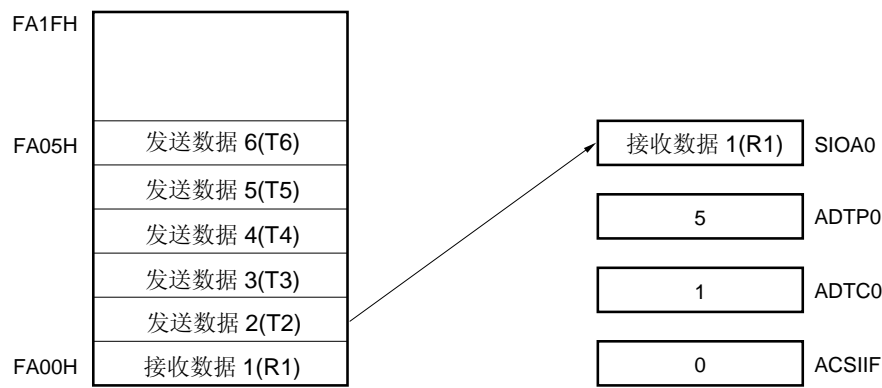 FA1FH
FA05H 发送数据 6(T6)
发送数据 5(T5)
发送数据 4(T4)
发送数据 3(T3)
发送数据 2(T2)
FA00H 接收数据 1(R1)
接收数据 1(R1) SIOA0
5 ADTP0
1 ADTC0
0 ACSIIF